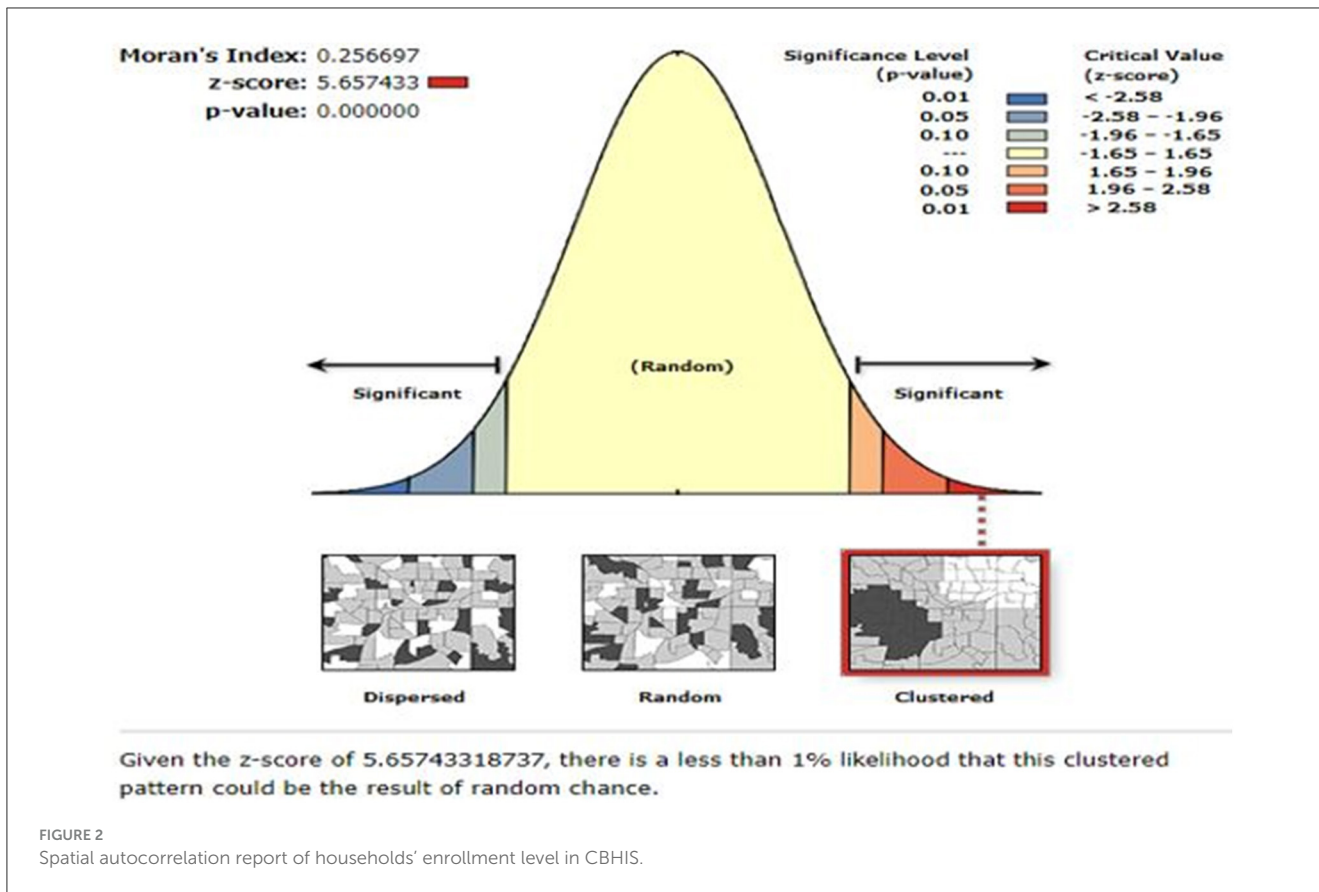 Moran's Index: 0.256697
z-score: 5.657433
p-value: 0.000000
Significance Level
(p-value)
Critical Value
(z-score)
0.01 < -2.58
0.05 -2.58 – -1.96
0.10 -1.96 – -1.65
--- -1.65 – 1.65
0.10 1.65 – 1.96
0.05 1.96 – 2.58
0.01 > 2.58
Significant
(Random)
Significant
Dispersed
Random
Clustered
Given the z-score of 5.65743318737, there is a less than 1% likelihood that this clustered
pattern could be the result of random chance.
FIGURE 2
Spatial autocorrelation report of households' enrollment level in CBHIS.